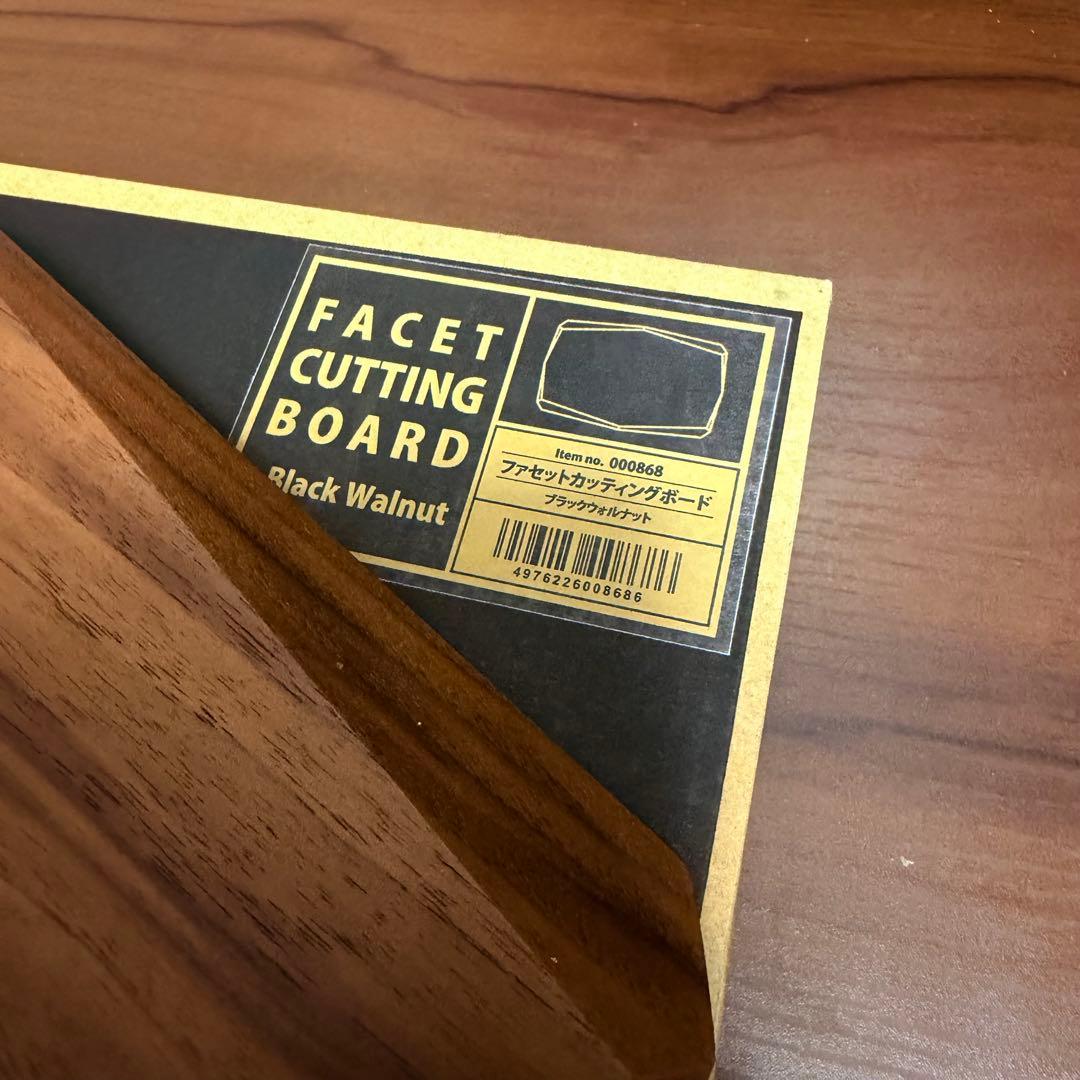 FACET
CUTTING
BOARD
Black Walnut
Item no. 000868
ファセットカッティングボード
ブラックウォルナット
4976226008686